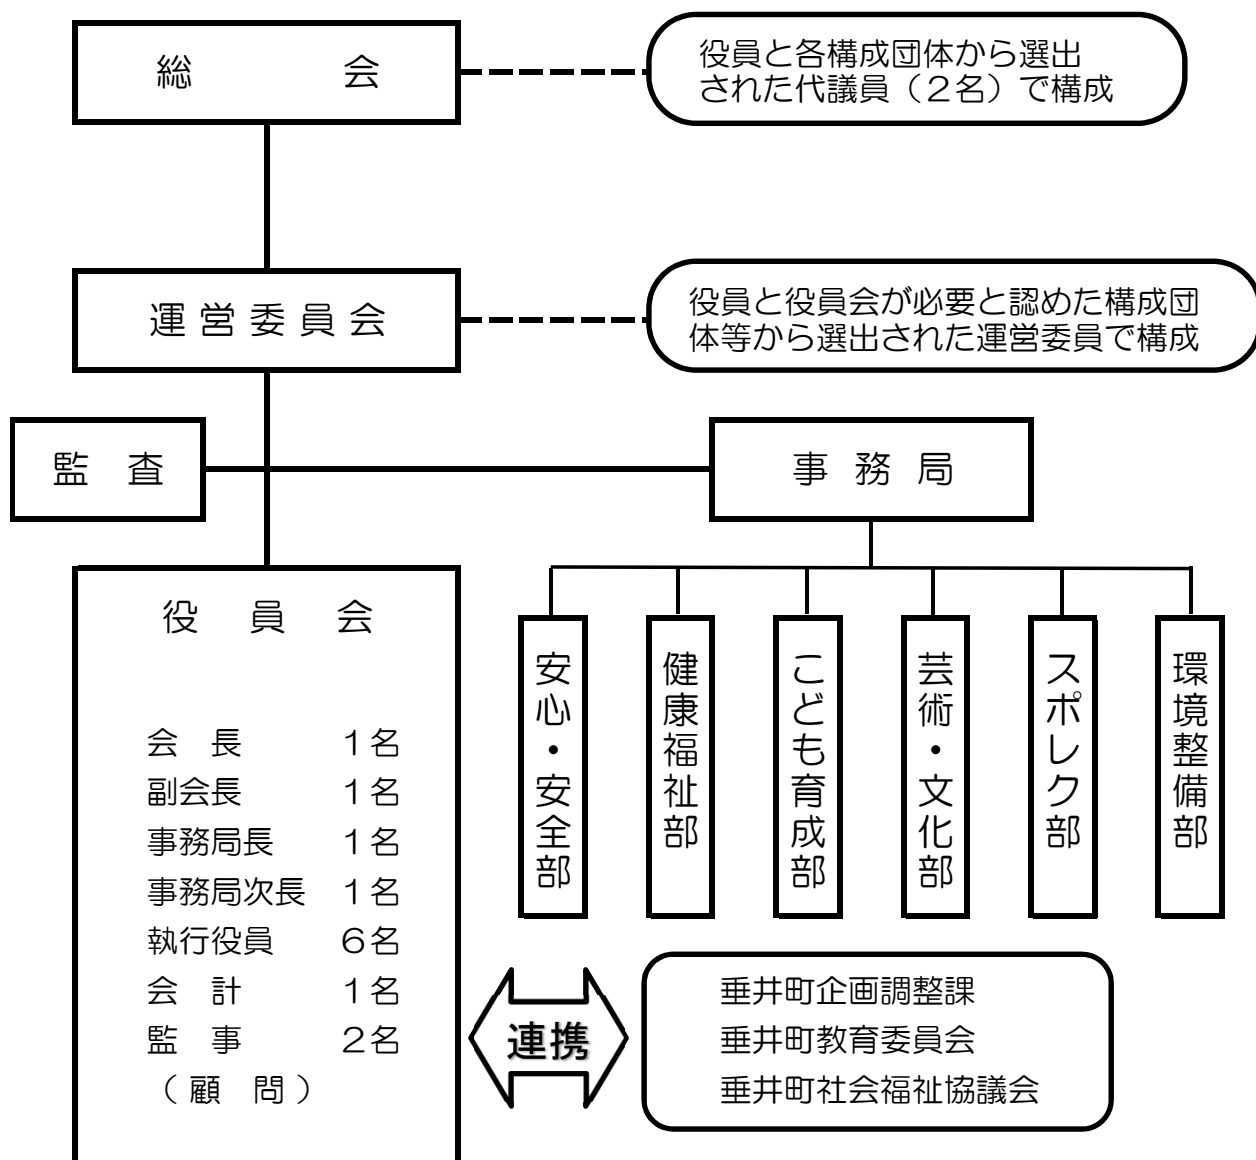 総　　　会
役員と各構成団体から選出
された代議員（２名）で構成
運営委員会
役員と役員会が必要と認めた構成団
体等から選出された運営委員で構成
監　査
事務局
役　員　会
会　長　　１名
副会長　　１名
事務局長　１名
事務局次長　１名
執行役員　６名
会　計　　１名
監　事　　２名
（顧　問）
安心・安全部
健康福祉部
こども育成部
芸術・文化部
スポレク部
環境整備部
連携
垂井町企画調整課
垂井町教育委員会
垂井町社会福祉協議会